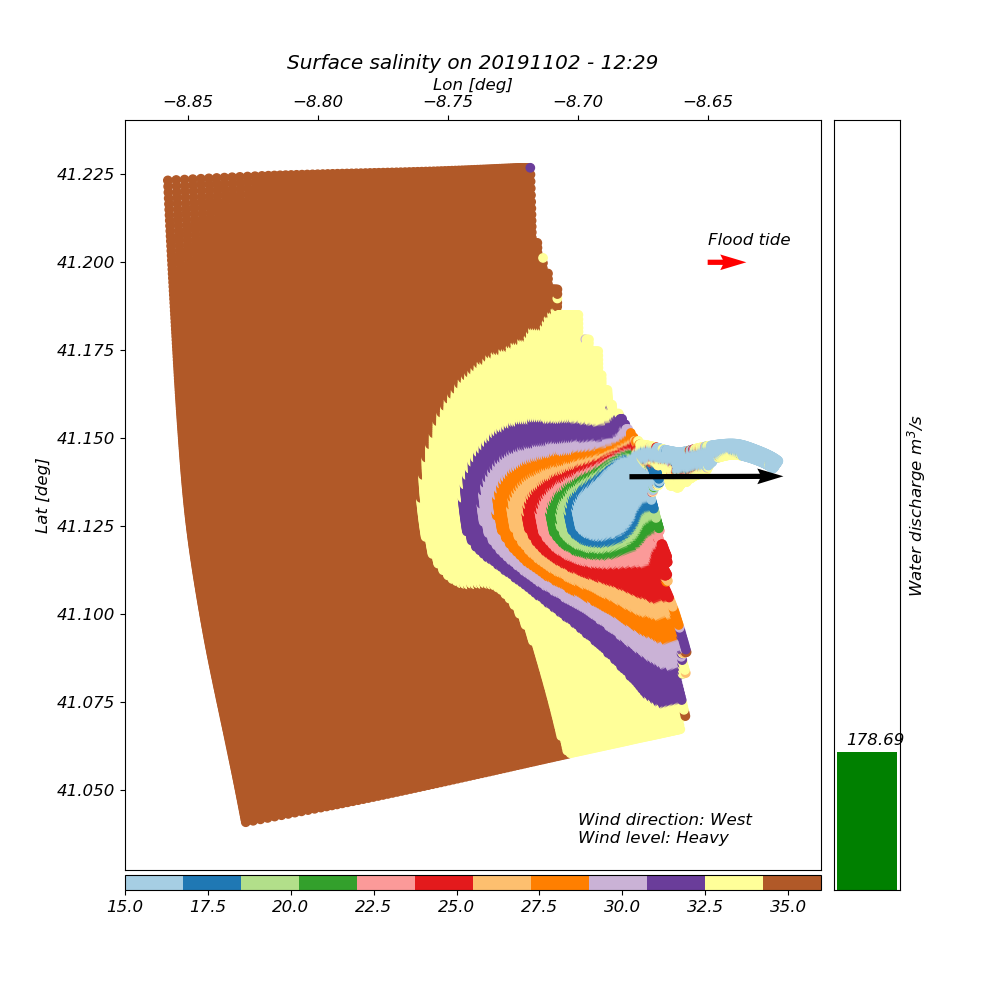 Surface salinity on 20191102 - 12:29
Lon [deg]
−8.85 −8.80 −8.75 −8.70 −8.65
41.225
Flood tide
41.200
41.175
41.150
Lat [deg]
41.125
41.100
41.075
41.050
Water discharge m³/s
178.69
Wind direction: West
Wind level: Heavy
15.0 17.5 20.0 22.5 25.0 27.5 30.0 32.5 35.0